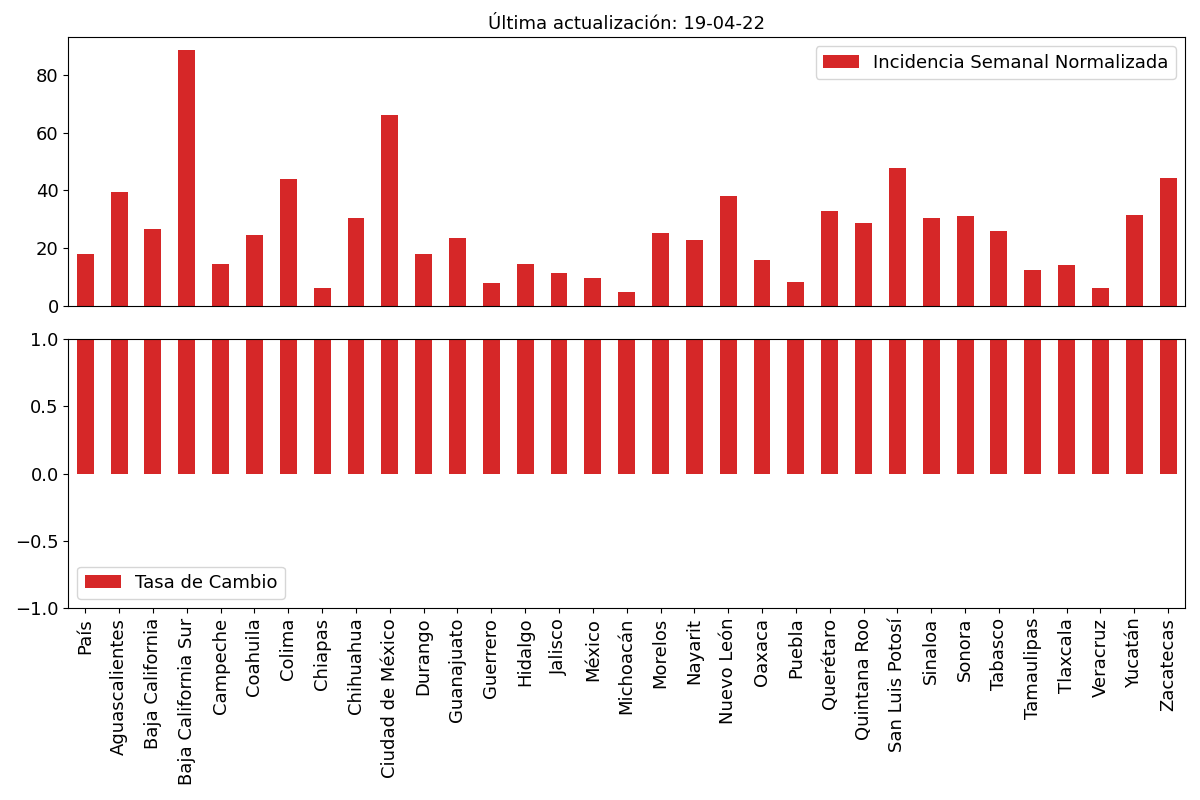 Última actualización: 19-04-22
Incidencia Semanal Normalizada
80
60
40
20
0
1.0
0.5
0.0
−0.5
−1.0
Tasa de Cambio
País
Aguascalientes
Baja California
Baja California Sur
Campeche
Coahuila
Colima
Chiapas
Chihuahua
Ciudad de México
Durango
Guanajuato
Guerrero
Hidalgo
Jalisco
México
Michoacán
Morelos
Nayarit
Nuevo León
Oaxaca
Puebla
Querétaro
Quintana Roo
San Luis Potosí
Sinaloa
Sonora
Tabasco
Tamaulipas
Tlaxcala
Veracruz
Yucatán
Zacatecas